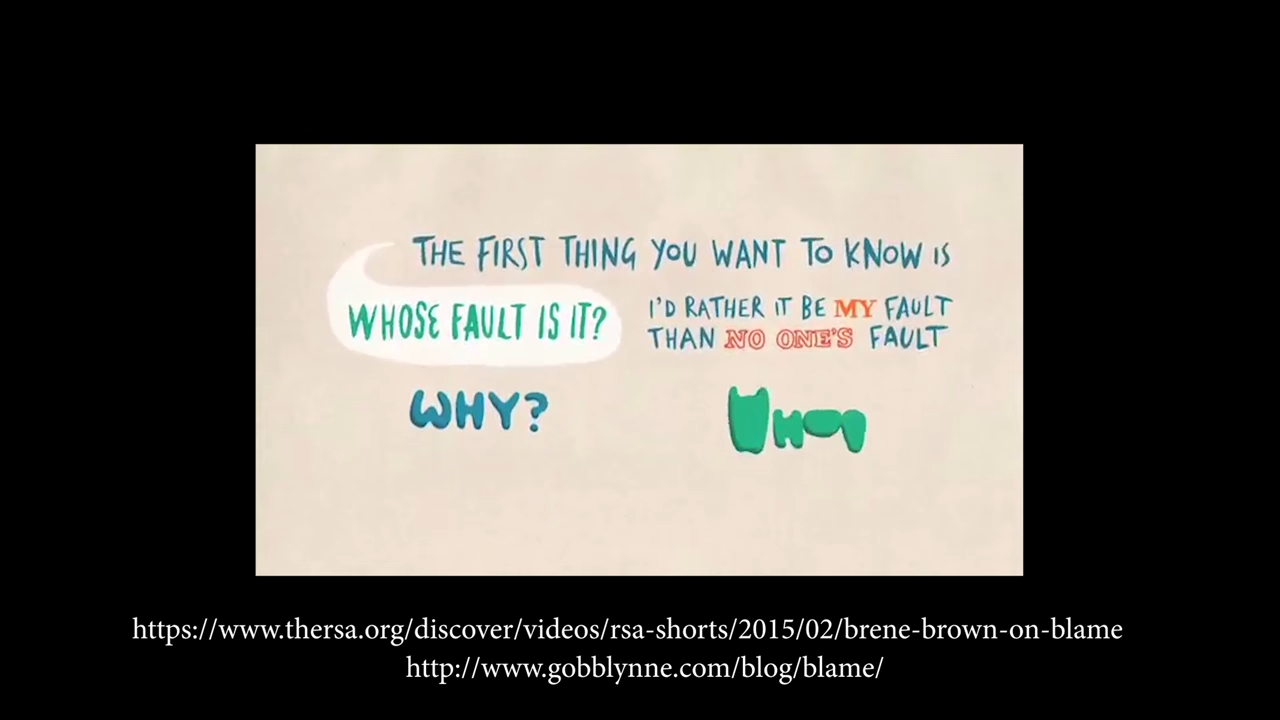 THE FIRST THING YOU WANT TO KNOW IS
WHOSE FAULT IS IT?
I'D RATHER IT BE MY FAULT
THAN NO ONE'S FAULT
WHY?
https://www.thersa.org/discover/videos/rsa-shorts/2015/02/brene-brown-on-blame
http://www.gobblynne.com/blog/blame/